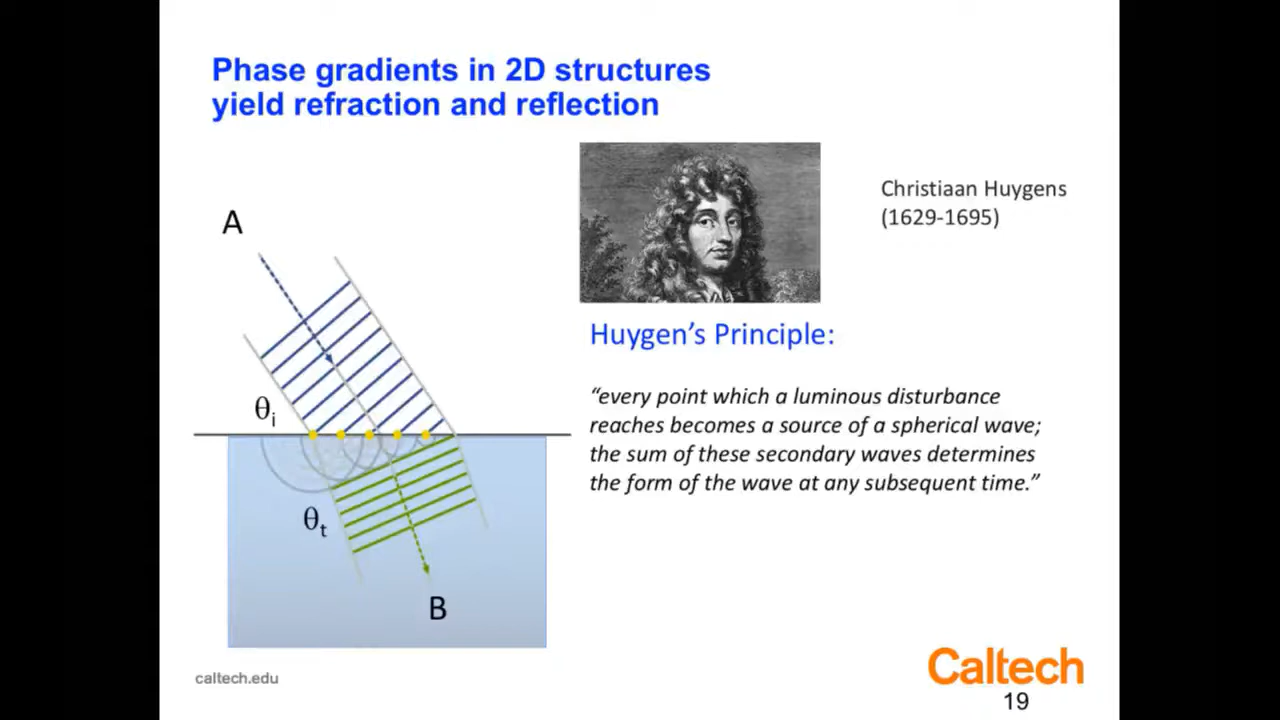 Phase gradients in 2D structures
yield refraction and reflection
Christiaan Huygens
(1629-1695)
A
Huygen’s Principle:
“every point which a luminous disturbance
reaches becomes a source of a spherical wave;
the sum of these secondary waves determines
the form of the wave at any subsequent time.”
θi
θt
B
caltech.edu
Caltech
19